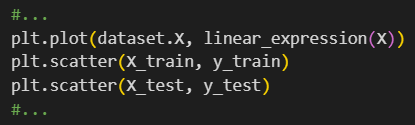 #...
plt.plot(dataset.X, linear_expression(X))
plt.scatter(X_train, y_train)
plt.scatter(X_test, y_test)
#...